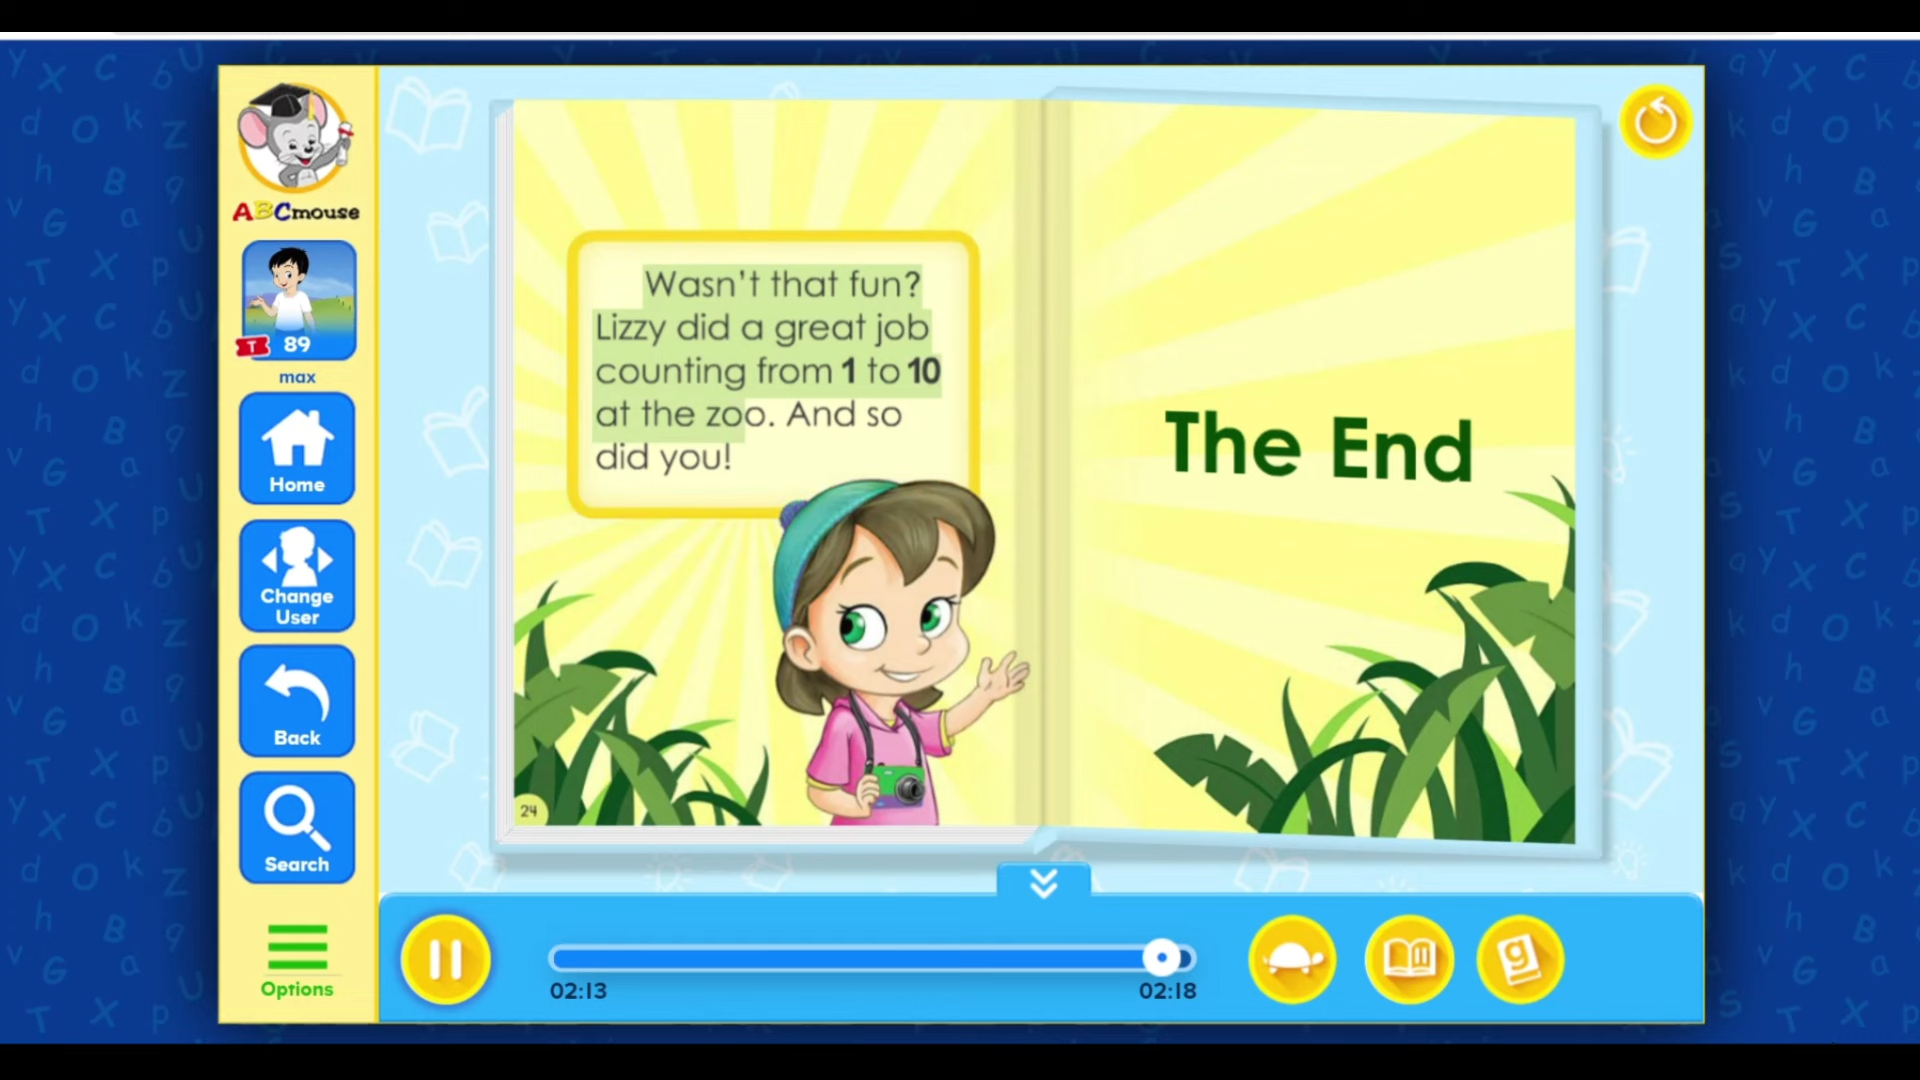 ABCmouse
T 89
max
Home
Change
User
Back
Search
Options
Wasn't that fun?
Lizzy did a great job
counting from 1 to 10
at the zoo. And so
did you!
24
The End
02:13
02:18
g